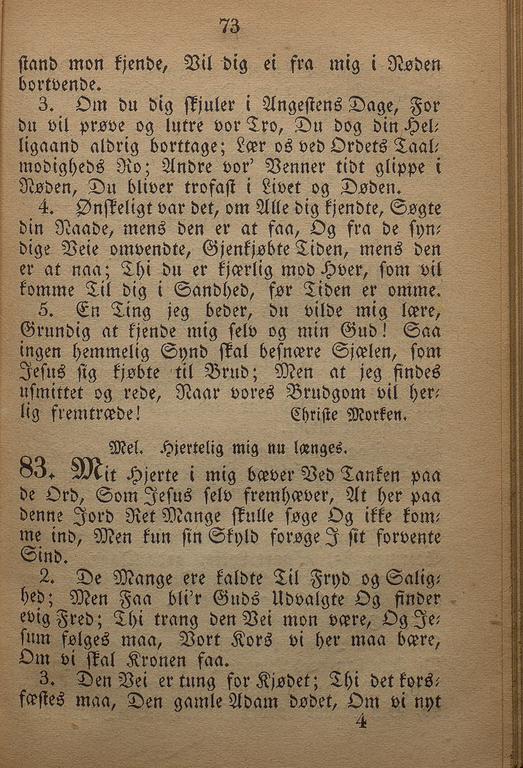 73
stand mon kjende, Vil dig ei fra mig i Nøden
bortvende.
3. Om du dig skjuler i Angestens Dage, For
du vil prøve og lutre vor Tro, Du dog din Hel-
ligaand aldrig borttage; Lær os ved Ordets Taal-
modigheds Ro; Andre vor' Venner tidt glippe i
Nøden, Du bliver trofast i Livet og Døden.
4. Ønskeligt var det, om Alle dig kjendte, Søgte
din Naade, mens den er at faa, Og fra de syn-
dige Veie omvendte, Gjenkjøbte Tiden, mens den
er at naa; Thi du er kjærlig mod Hver, som vil
komme Til dig i Sandhed, før Tiden er omme.
5. En Ting jeg beder, du vilde mig lære,
Grundig at kjende mig selv og min Gud! Saa
ingen hemmelig Synd skal besnære Sjælen, som
Jesus sig kjøbte til Brud; Men at jeg findes
usmittet og rede, Naar vores Brudgom vil her-
lig fremtræde! Christe Morken.
Mel. Hjertelig mig nu længes.
83. Mit Hjerte i mig bæver Ved Tanken paa
de Ord, Som Jesus selv fremhæver, At her paa
denne Jord Ret Mange skulle søge Og ikke kom-
me ind, Men kun sin Skyld forøge I sit forvente
Sind.
2. De Mange ere kaldte Til Fryd og Salig-
hed; Men Faa bli'r Guds Udvalgte Og finder
evig Fred; Thi trang den Vei mon være, Og Je-
sum følges maa, Vort Kors vi her maa bære,
Om vi skal Kronen faa.
3. Den Vei er tung for Kjødet; Thi det kors-
fæstes maa, Den gamle Adam dødet, Om vi nyt
4